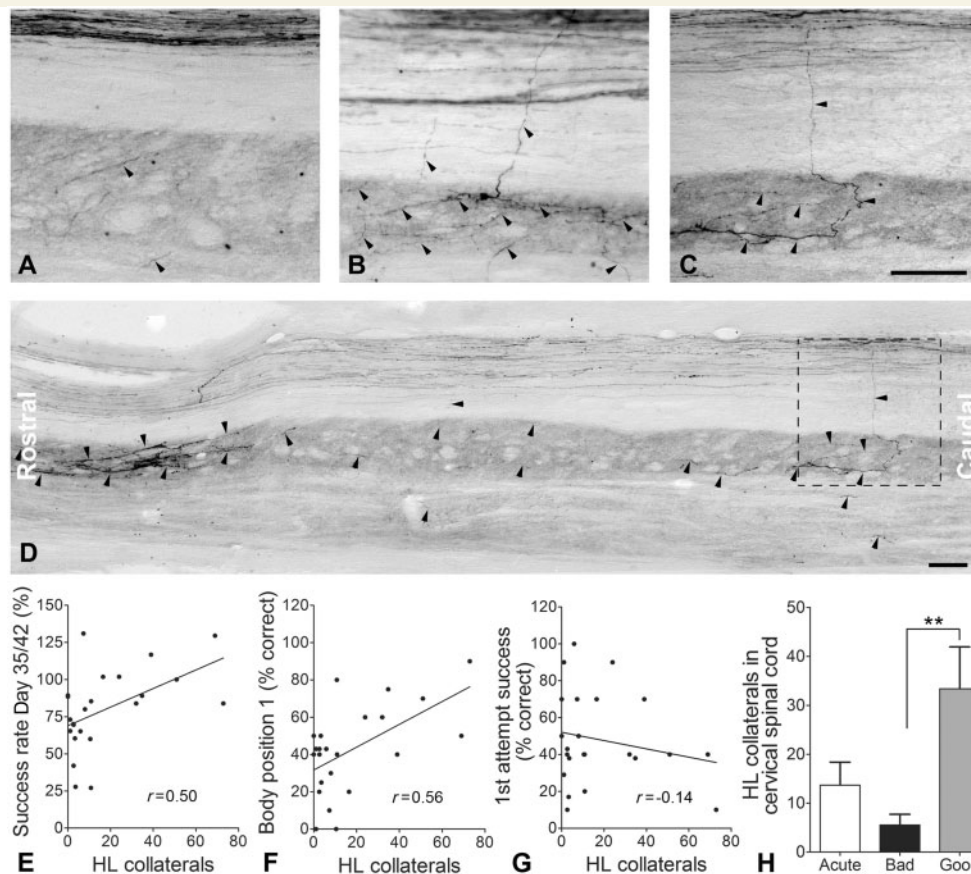 A
B
C
Rostral
Caudal
D
Success rate Day 35/42 (%)
150
125
100
75
50
25
0
0 20 40 60 80
r=0.50
HL collaterals
E
Body position 1 (% correct)
120
100
80
60
40
20
0
0 20 40 60 80
r=0.56
HL collaterals
F
1st attempt success
(% correct)
120
100
80
60
40
20
0
0 20 40 60 80
r=-0.14
HL collaterals
G
HL collaterals in
cervical spinal cord
50
40
30
20
10
0
**
Acute Bad Goo
H